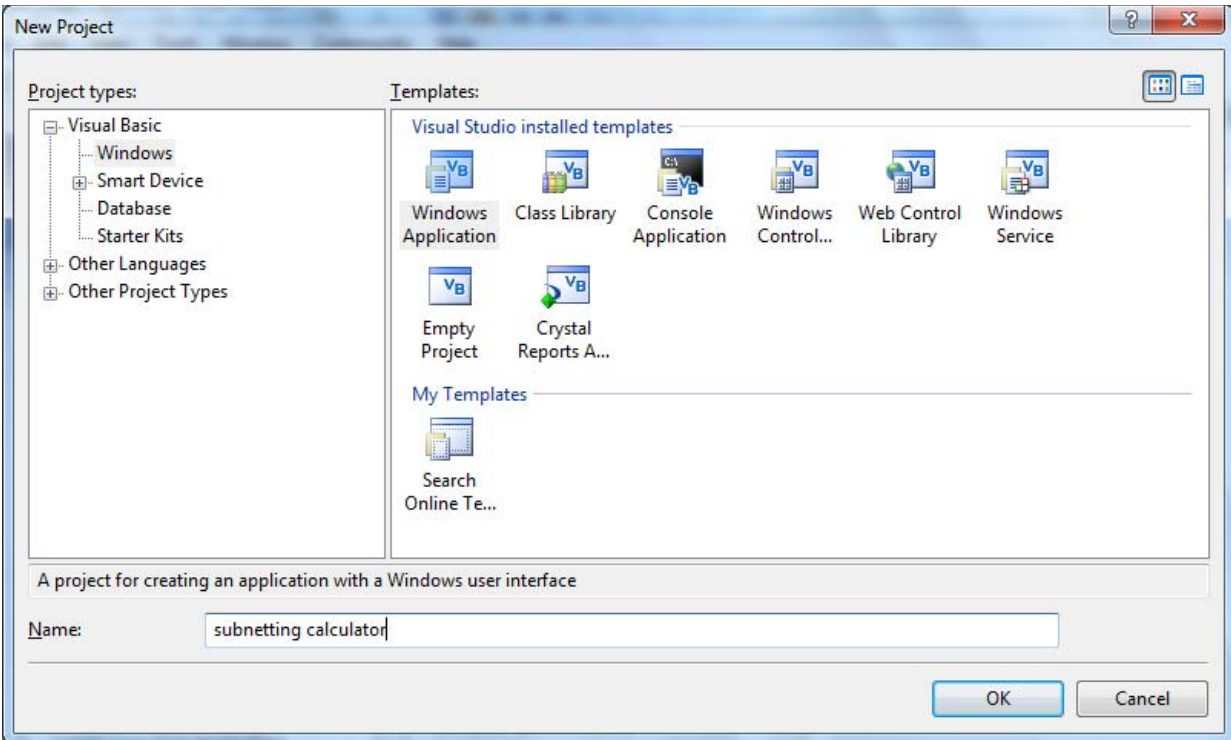 New Project
Project types:
Templates:
Visual Basic
Windows
Smart Device
Database
Starter Kits
Other Languages
Other Project Types
Visual Studio installed templates
Windows
Application
Class Library
Console
Application
Windows
Control...
Web Control
Library
Windows
Service
Empty
Project
Crystal
Reports A...
My Templates
Search
Online Te...
A project for creating an application with a Windows user interface
Name:
subnetting calculator
OK
Cancel